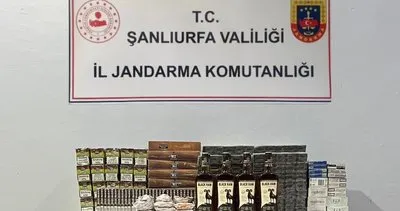 T.C.
ŞANLIURFA VALİLİĞİ
İL JANDARMA KOMUTANLIĞI
BLACK RAM
BLACK RAM
BLACK RAM
BLACK RAM